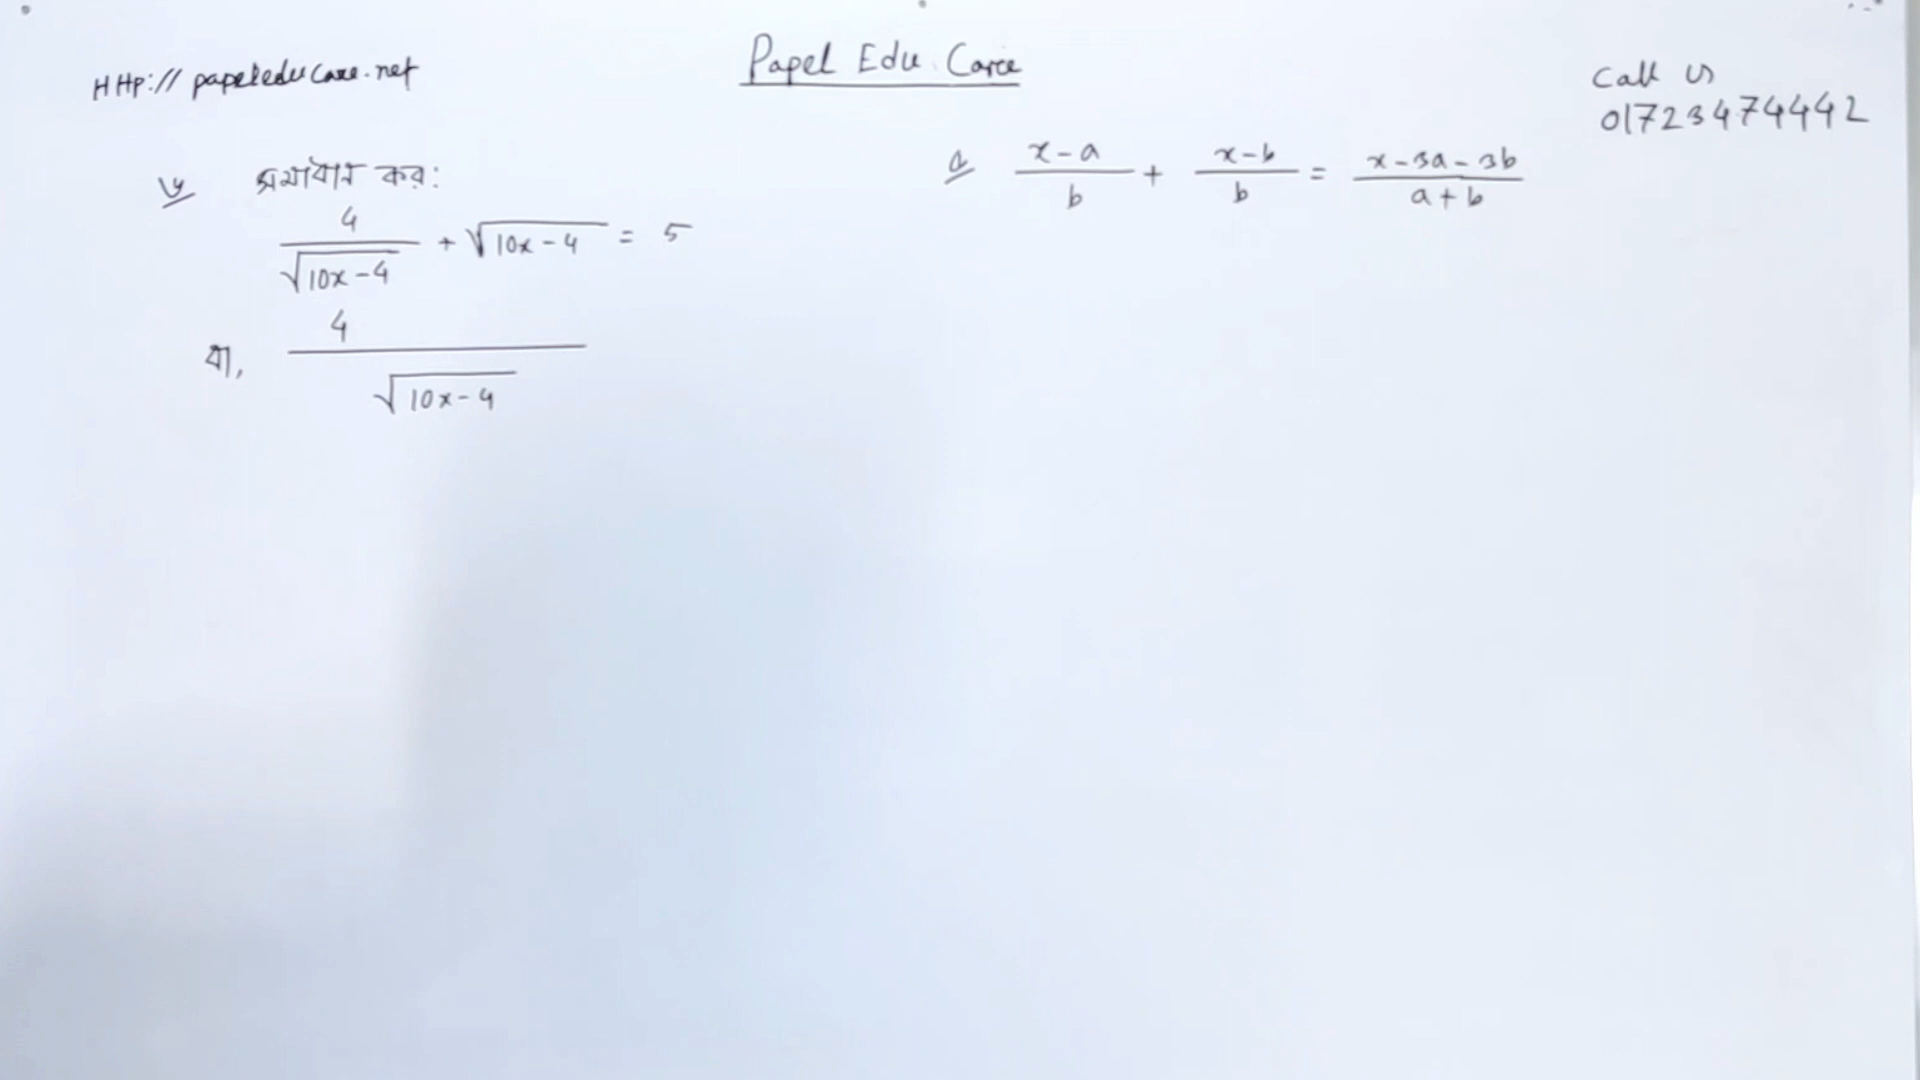 HHp://papeleducare.net
Papel Edu Care
Call us
01723474442
৬ সমাধান কর:
4/√(10x-4) + √(10x-4) = 5
বা, 4/√(10x-4)
(x-a)/b + (x-b)/b = (x-3a-3b)/(a+b)